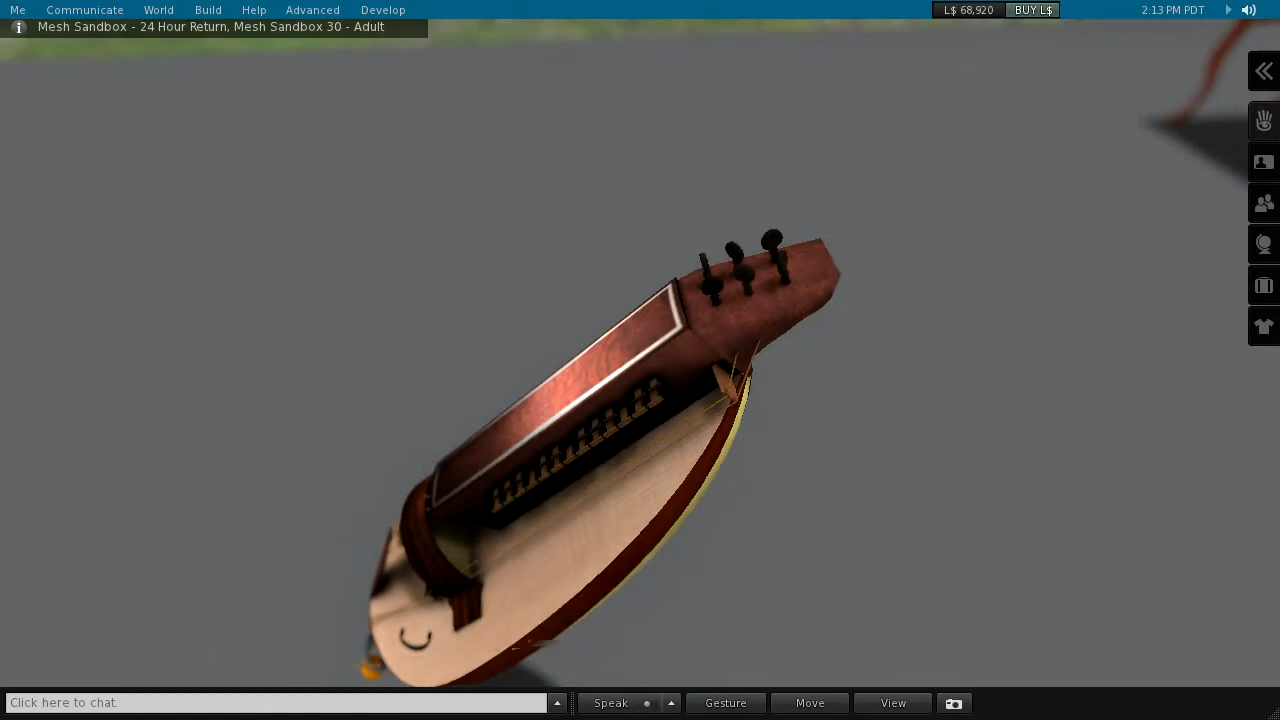 Me Communicate World Build Help Advanced Develop L$ 68,920 BUY L$ 2:13 PM PDT
Mesh Sandbox - 24 Hour Return, Mesh Sandbox 30 - Adult
Click here to chat. Speak Gesture Move View